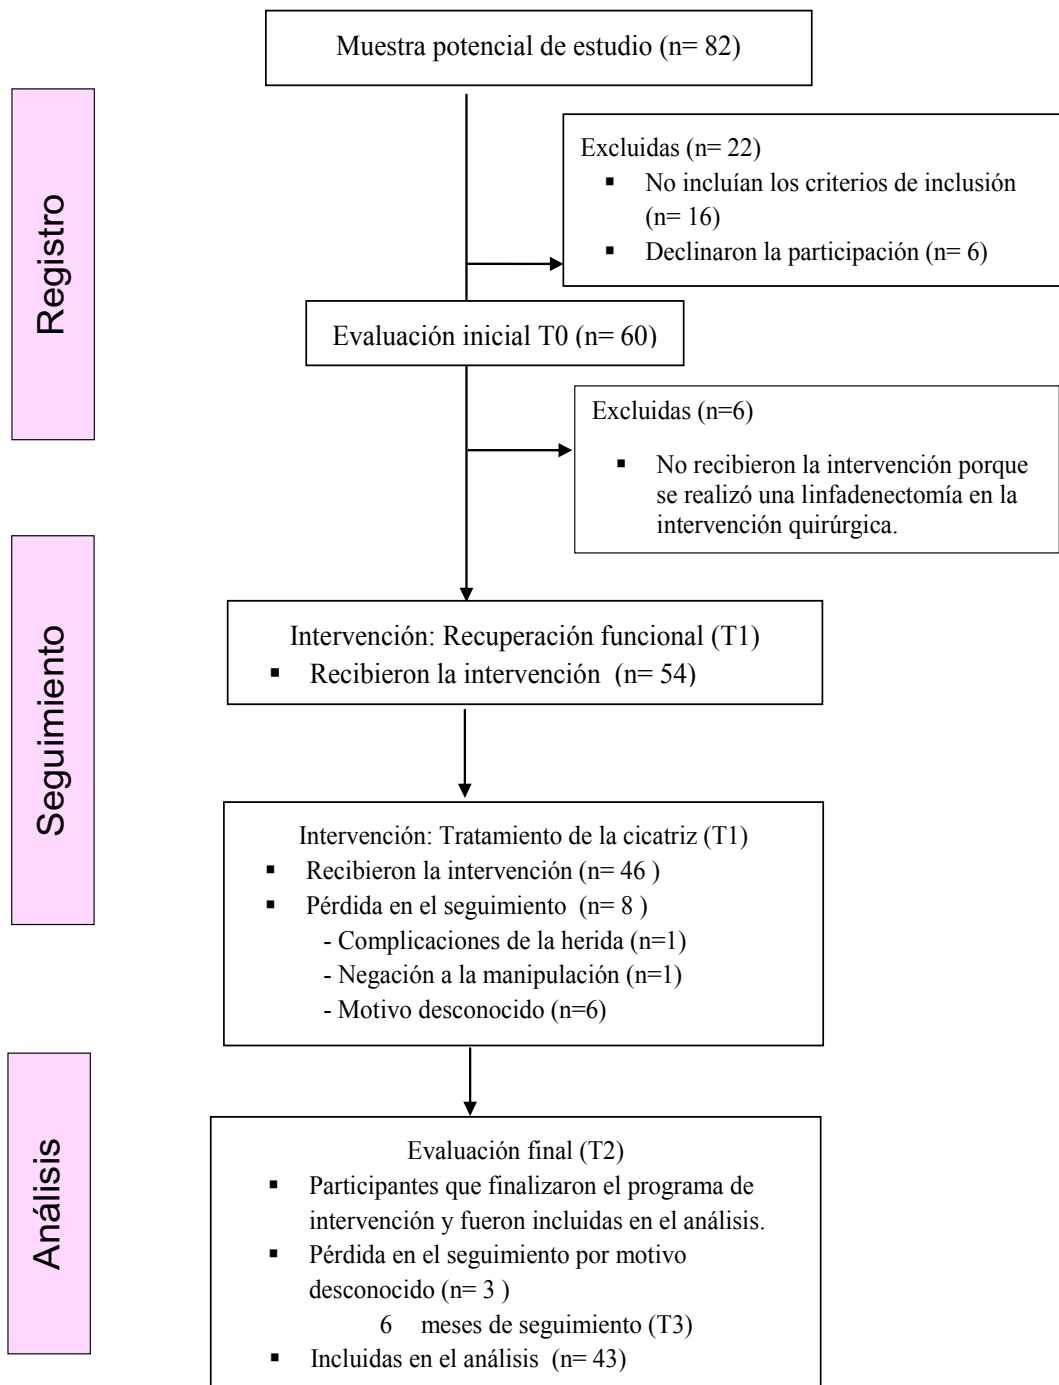 Muestra potencial de estudio (n= 82)
Registro
Excluidas (n= 22)
▪ No incluían los criterios de inclusión
(n= 16)
▪ Declinaron la participación (n= 6)
Evaluación inicial T0 (n= 60)
Excluidas (n=6)
▪ No recibieron la intervención porque
se realizó una linfadenectomía en la
intervención quirúrgica.
Seguimiento
Intervención: Recuperación funcional (T1)
▪ Recibieron la intervención (n= 54)
Intervención: Tratamiento de la cicatriz (T1)
▪ Recibieron la intervención (n= 46 )
▪ Pérdida en el seguimiento (n= 8 )
- Complicaciones de la herida (n=1)
- Negación a la manipulación (n=1)
- Motivo desconocido (n=6)
Análisis
Evaluación final (T2)
▪ Participantes que finalizaron el programa de
intervención y fueron incluidas en el análisis.
▪ Pérdida en el seguimiento por motivo
desconocido (n= 3 )
6 meses de seguimiento (T3)
▪ Incluidas en el análisis (n= 43)